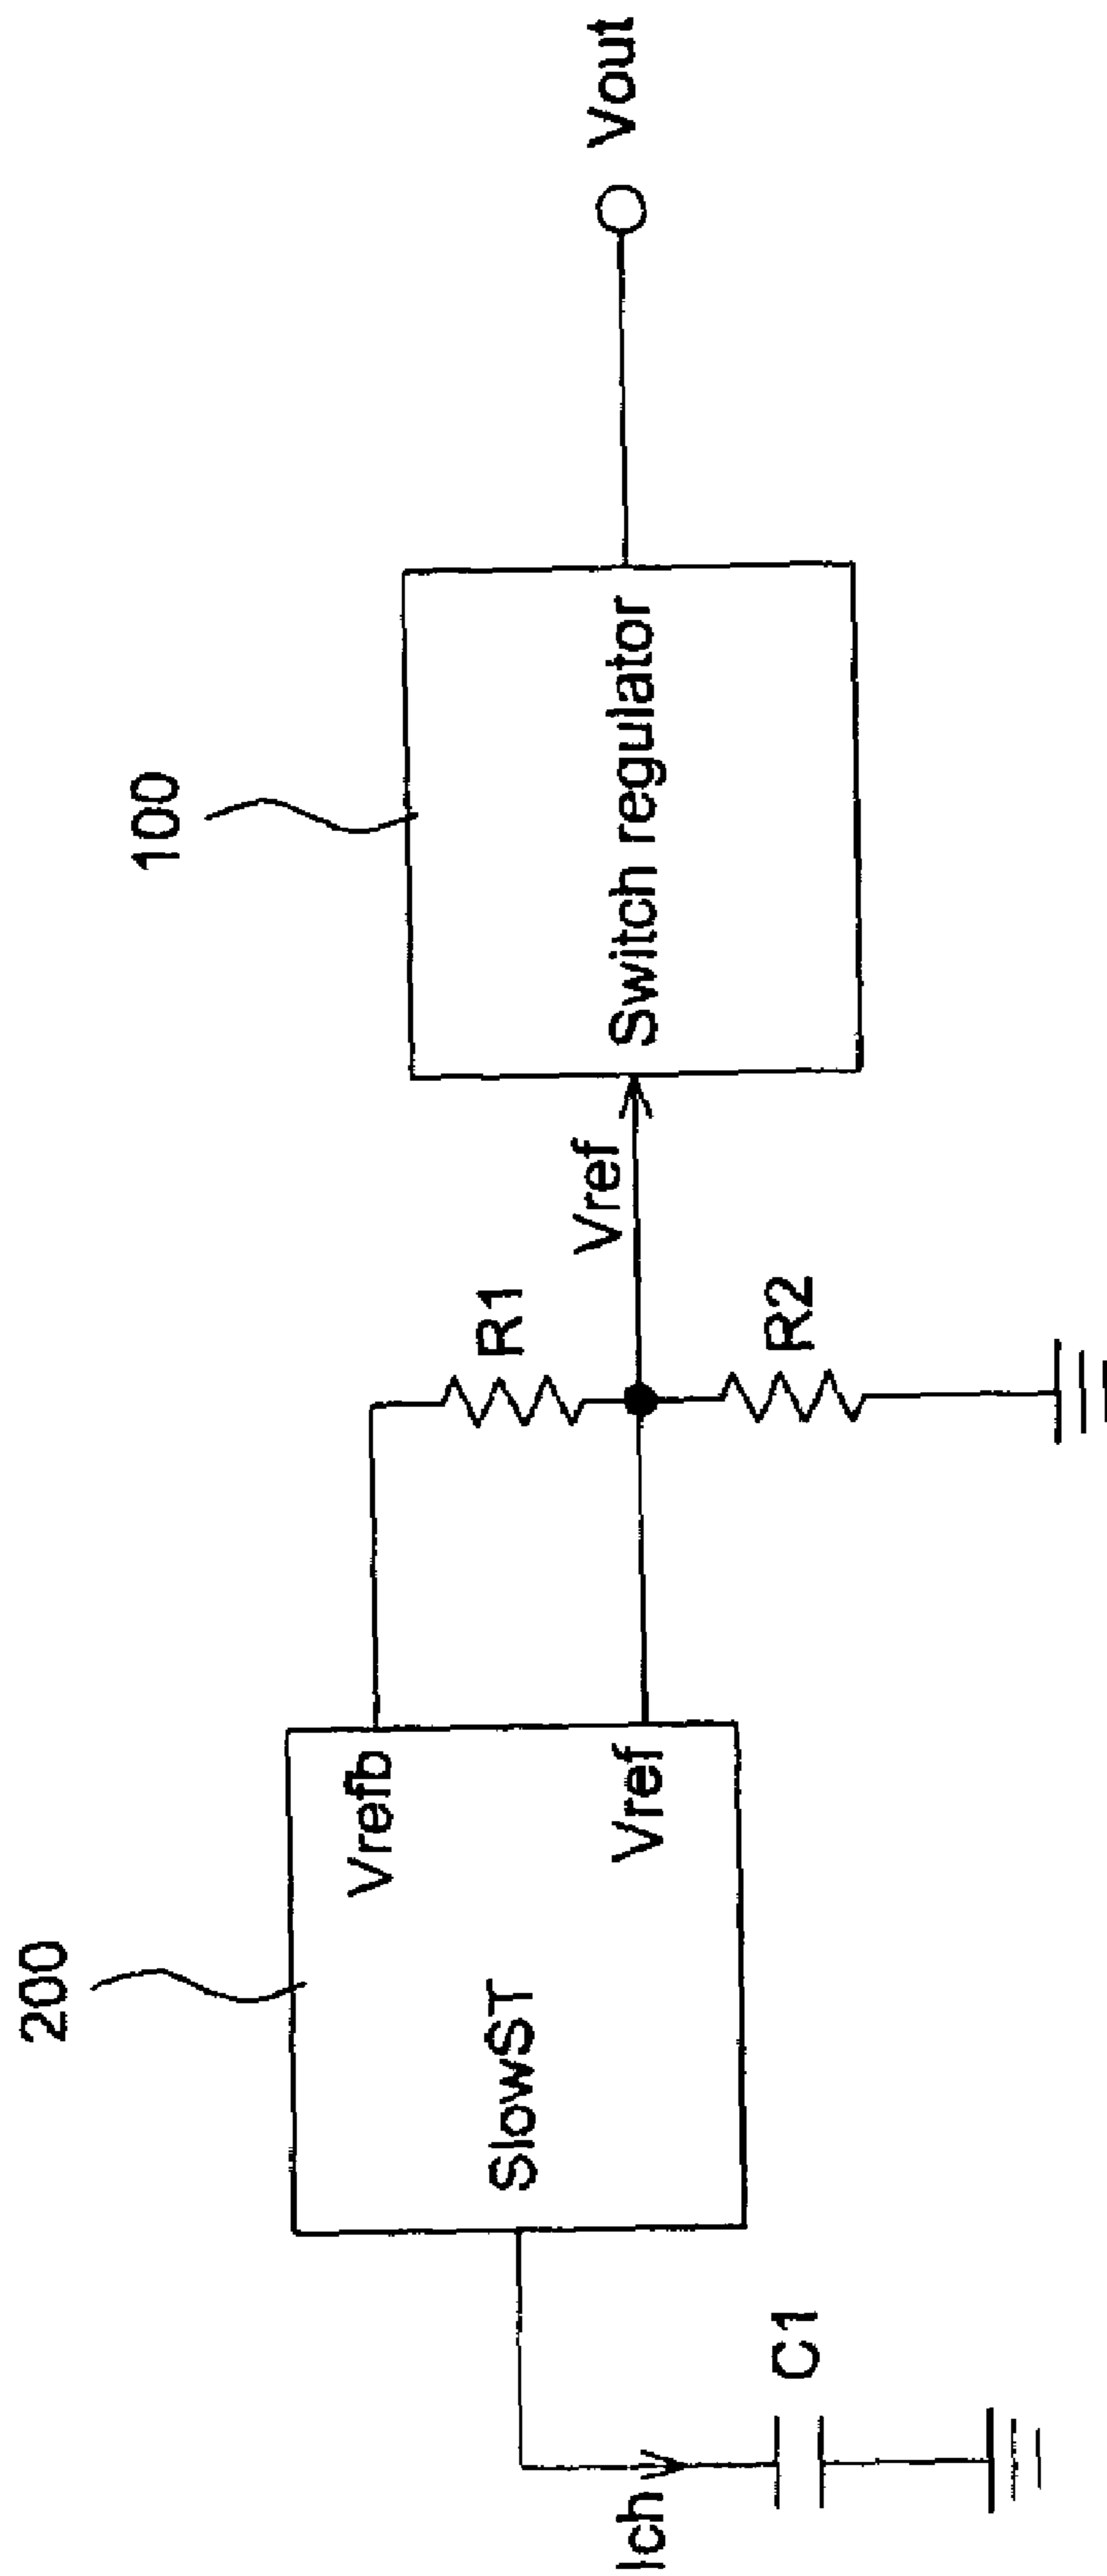 200
100
Vrefb
R1
Vref
Vout
SlowST
Switch regulator
Vref
R2
Ich
C1